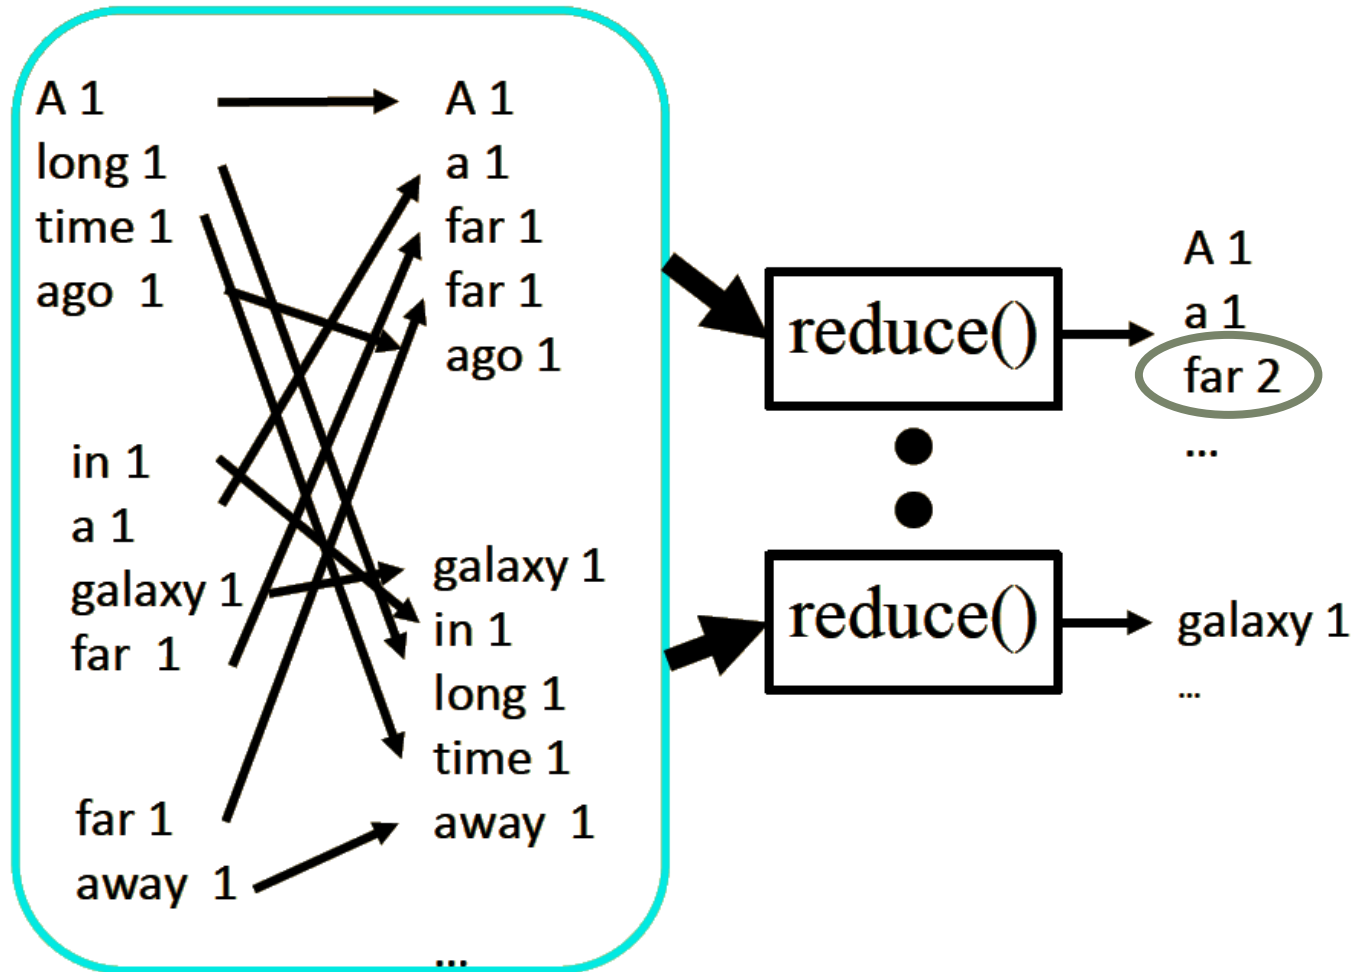 A 1
long 1
time 1
ago  1
in 1
a 1
galaxy 1
far  1
far 1
away  1
A 1
a 1
far 1
far 1
ago 1
galaxy 1
in 1
long 1
time 1
away  1
...
reduce()
reduce()
A 1
a 1
far 2
...
galaxy 1
...